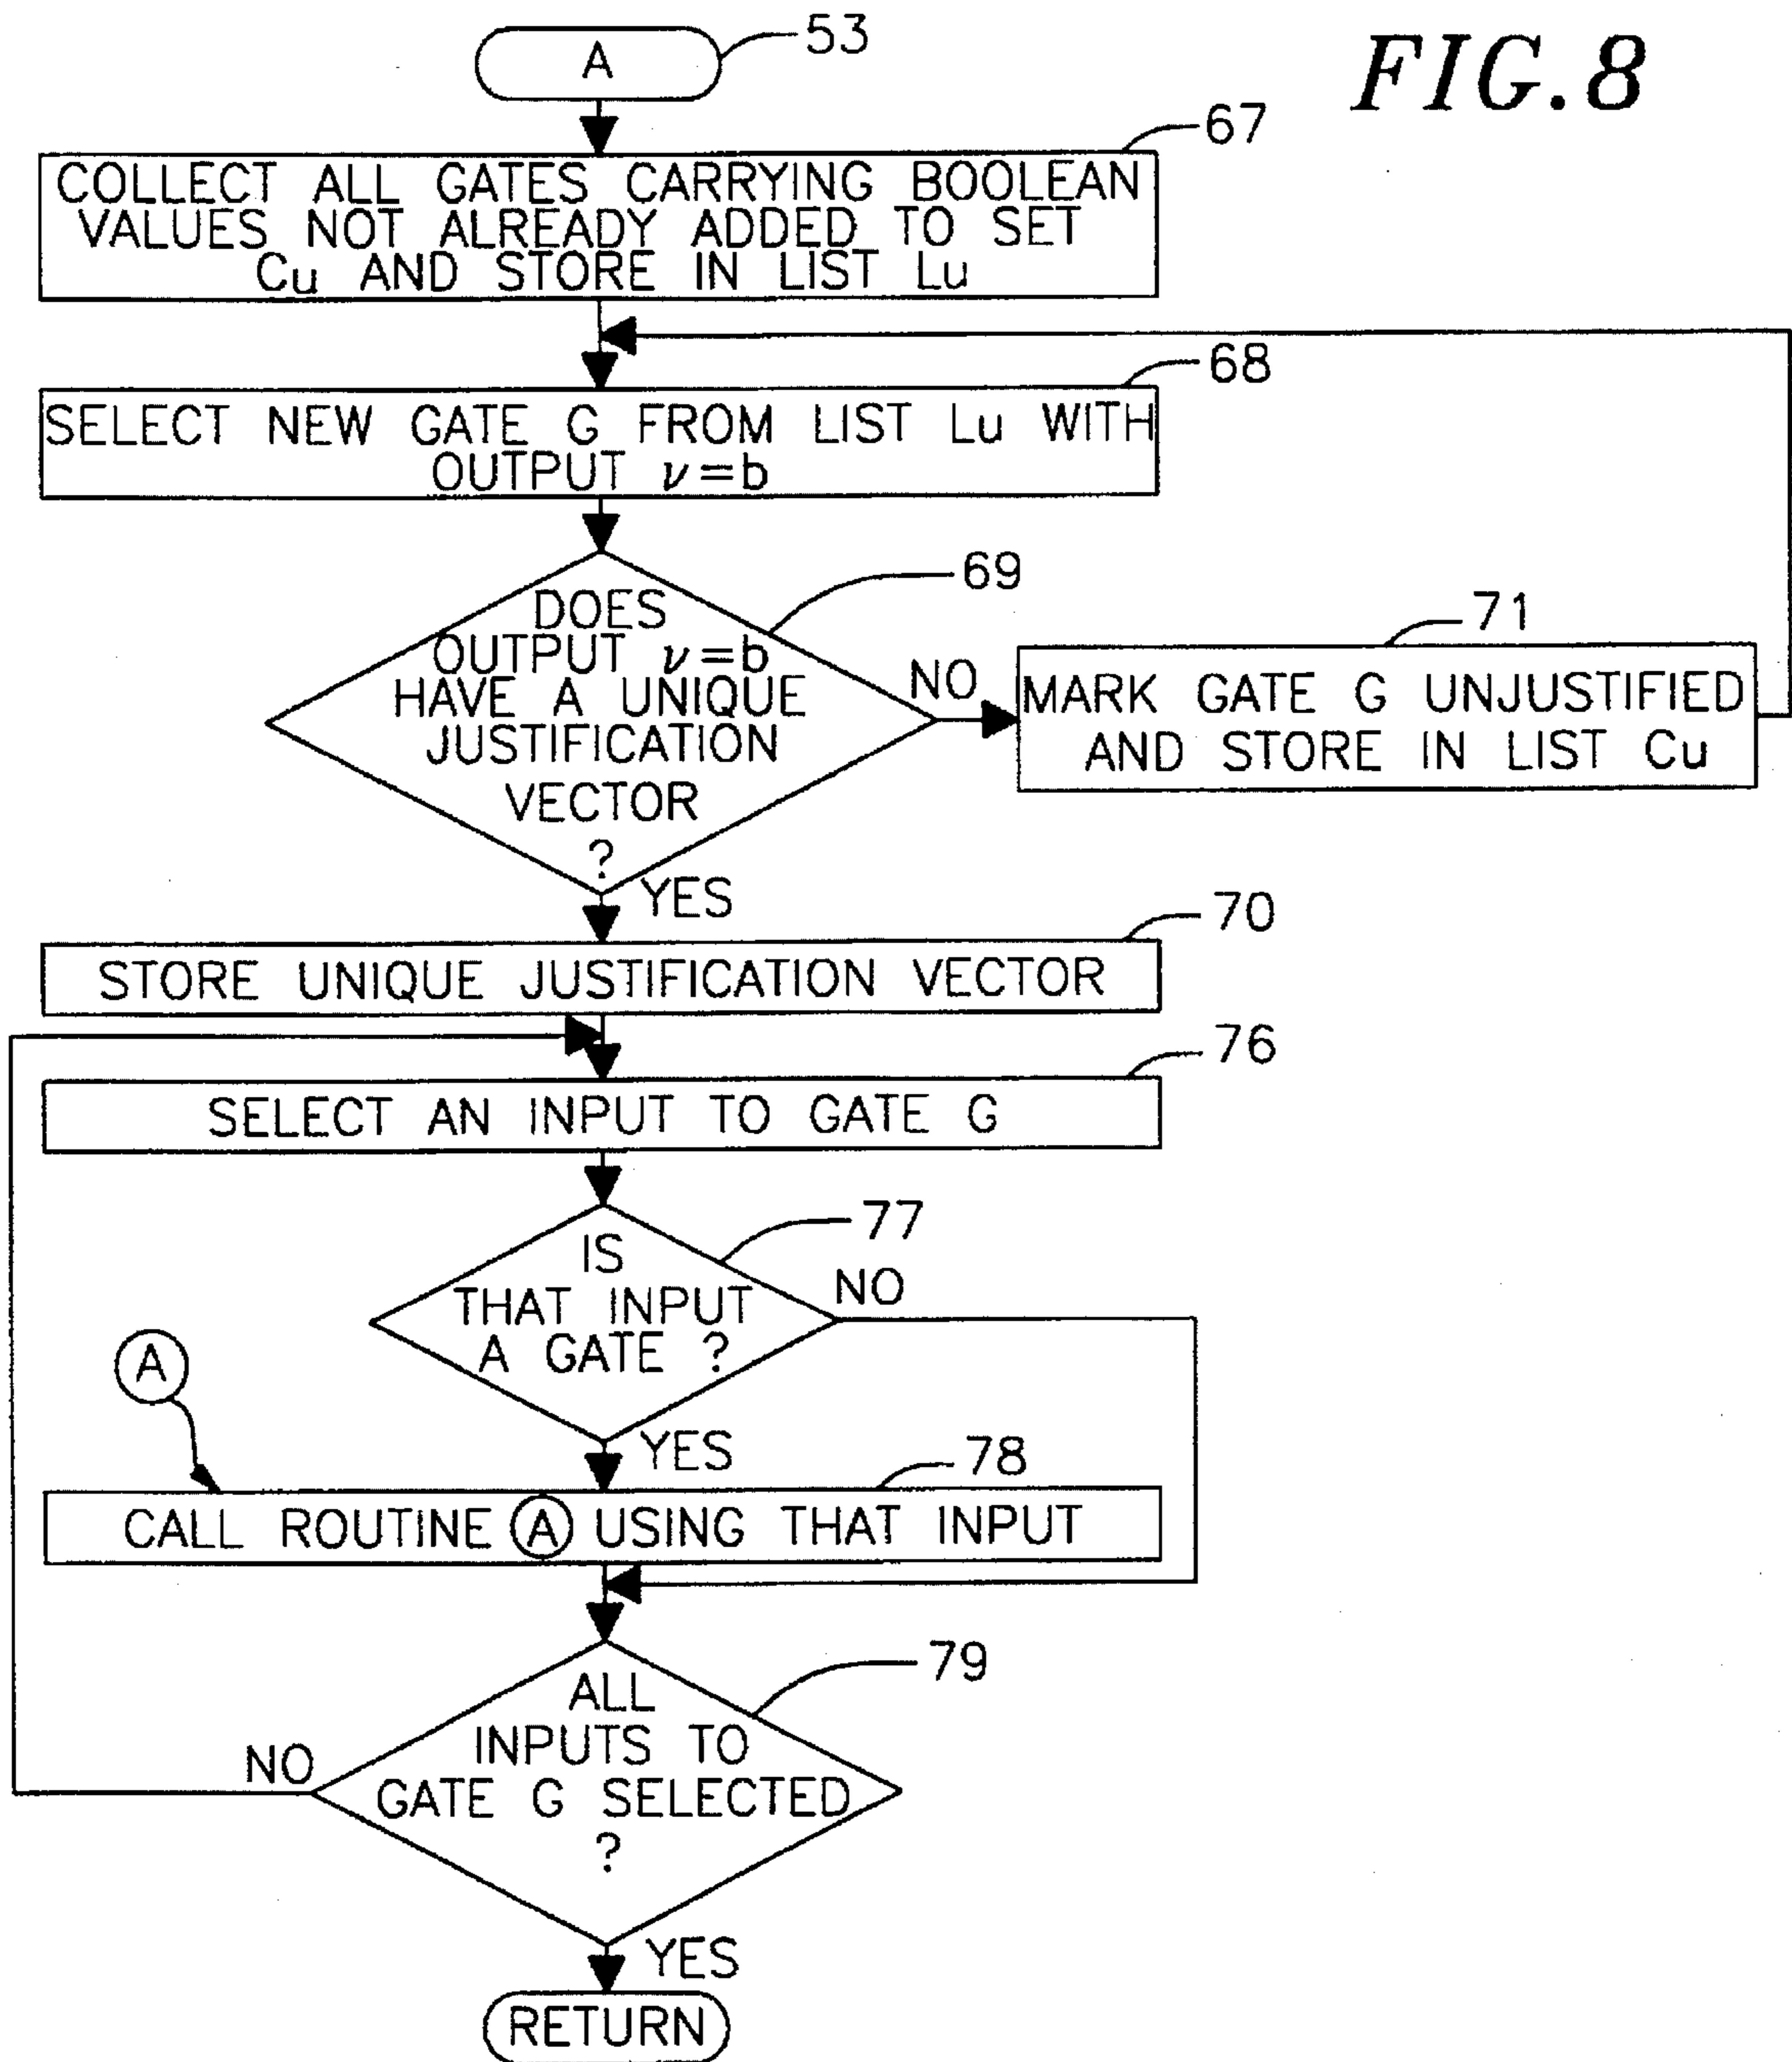 FIG.8
A
53
67
COLLECT ALL GATES CARRYING BOOLEAN
VALUES NOT ALREADY ADDED TO SET
Cu AND STORE IN LIST Lu
68
SELECT NEW GATE G FROM LIST Lu WITH
OUTPUT ν=b
69
DOES
OUTPUT ν=b
HAVE A UNIQUE
JUSTIFICATION
VECTOR
?
NO
71
MARK GATE G UNJUSTIFIED
AND STORE IN LIST Cu
YES
70
STORE UNIQUE JUSTIFICATION VECTOR
76
SELECT AN INPUT TO GATE G
77
IS
THAT INPUT
A GATE ?
NO
A
YES
78
CALL ROUTINE A USING THAT INPUT
79
ALL
INPUTS TO
GATE G SELECTED
?
NO
YES
RETURN